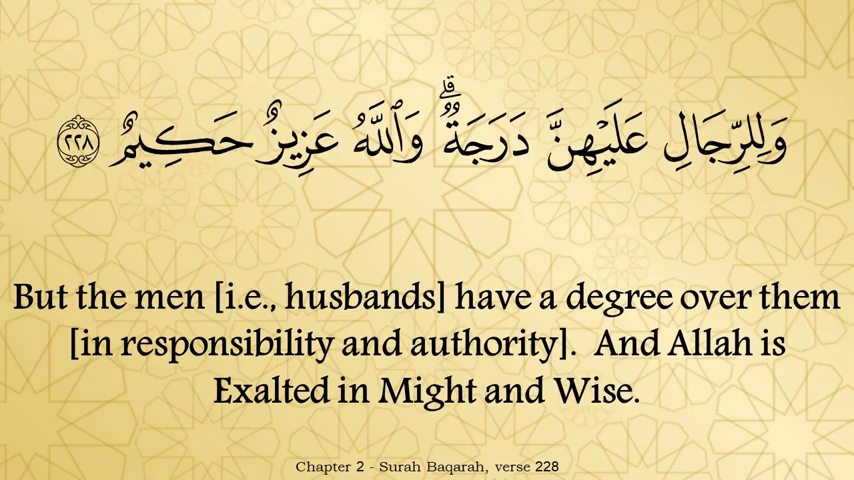 وَلِلرِّجَالِ عَلَيْهِنَّ دَرَجَةٌ ۗ وَٱللَّهُ عَزِيزٌ حَكِيمٌ ٢٢٨
But the men [i.e., husbands] have a degree over them
[in responsibility and authority].  And Allah is
Exalted in Might and Wise.
Chapter 2 - Surah Baqarah, verse 228